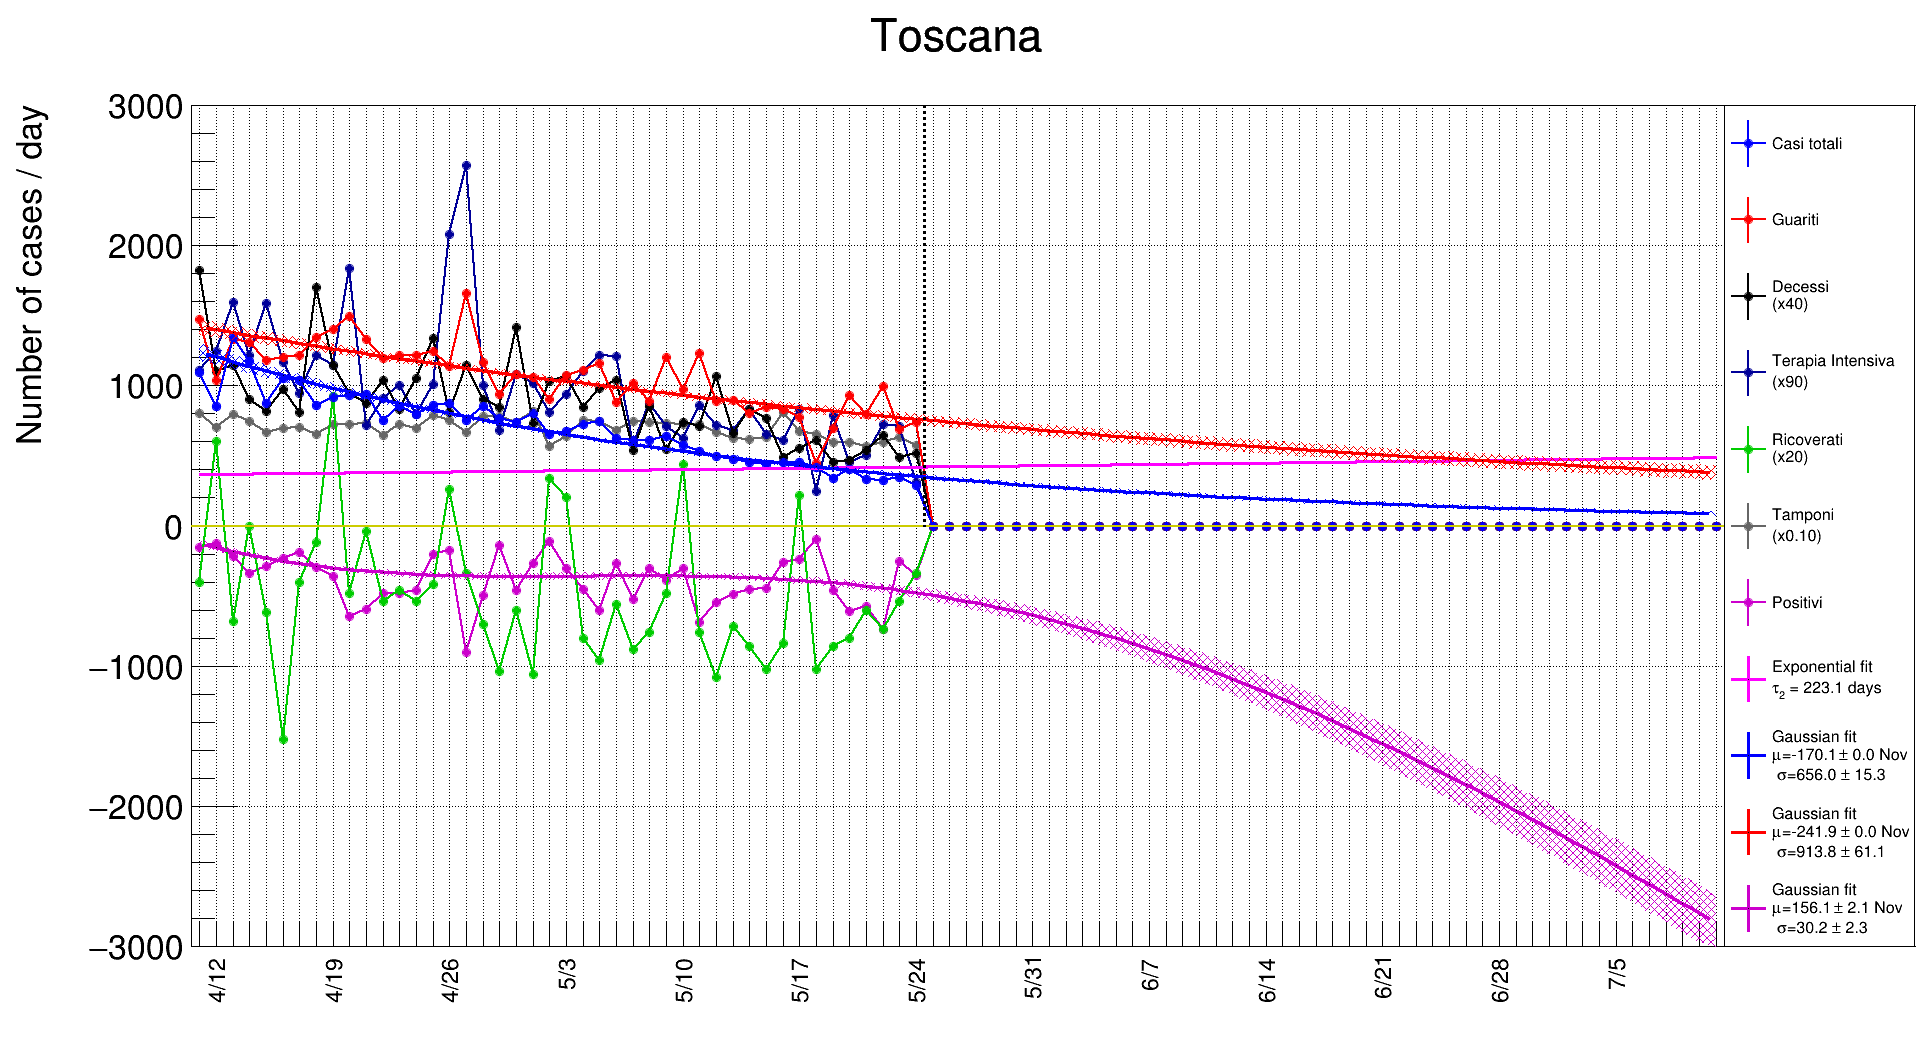 Toscana
Number of cases / day
3000
2000
1000
0
−1000
−2000
−3000
4/12
4/19
4/26
5/3
5/10
5/17
5/24
5/31
6/7
6/14
6/21
6/28
7/5
Casi totali
Guariti
Decessi
(x40)
Terapia Intensiva
(x90)
Ricoverati
(x20)
Tamponi
(x0.10)
Positivi
Exponential fit
τ2 = 223.1 days
Gaussian fit
μ=-170.1± 0.0 Nov
σ=656.0 ± 15.3
Gaussian fit
μ=-241.9± 0.0 Nov
σ=913.8 ± 61.1
Gaussian fit
μ=156.1± 2.1 Nov
σ=30.2 ± 2.3